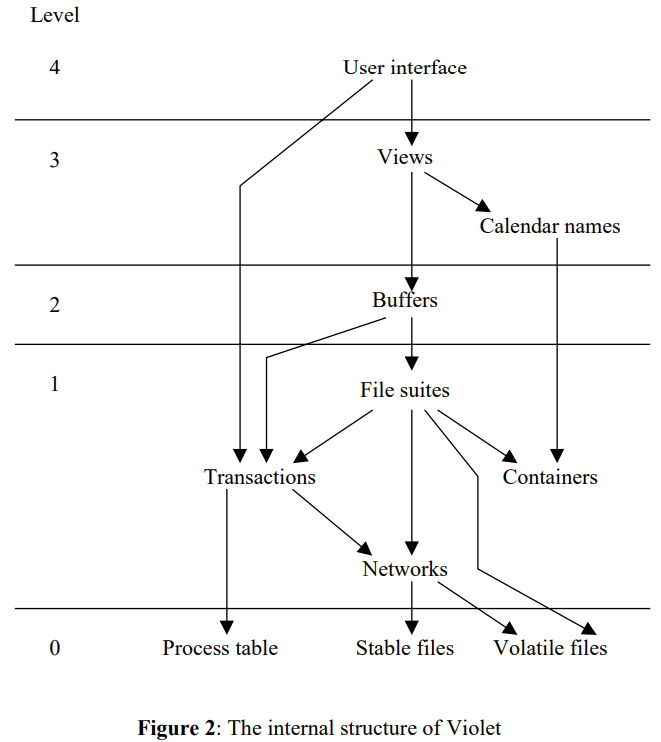 Level
4 User interface
3 Views
Calendar names
2 Buffers
1 File suites
Transactions Containers
Networks
0 Process table Stable files Volatile files
Figure 2: The internal structure of Violet